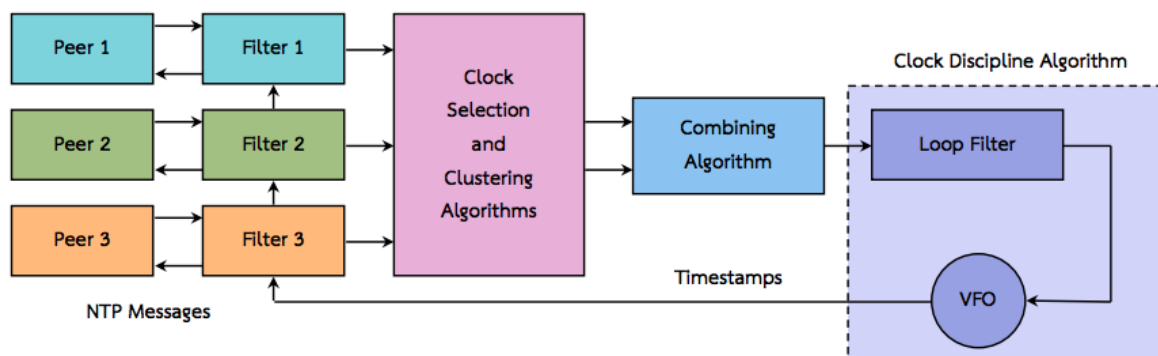 Peer 1
Filter 1
Peer 2
Filter 2
Peer 3
Filter 3
NTP Messages
Clock
Selection
and
Clustering
Algorithms
Combining
Algorithm
Clock Discipline Algorithm
Loop Filter
VFO
Timestamps